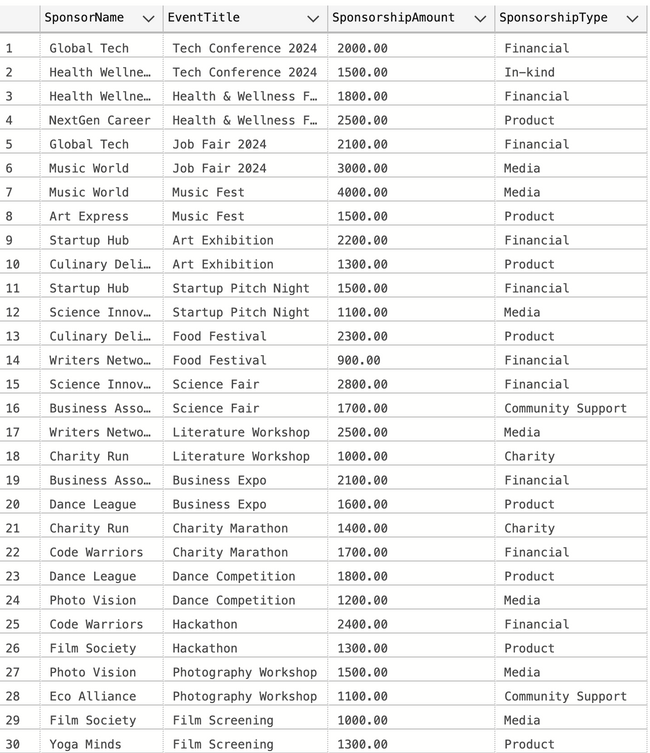 SponsorName EventTitle SponsorshipAmount SponsorshipType
1 Global Tech Tech Conference 2024 2000.00 Financial
2 Health Wellne… Tech Conference 2024 1500.00 In-kind
3 Health Wellne… Health & Wellness F… 1800.00 Financial
4 NextGen Career Health & Wellness F… 2500.00 Product
5 Global Tech Job Fair 2024 2100.00 Financial
6 Music World Job Fair 2024 3000.00 Media
7 Music World Music Fest 4000.00 Media
8 Art Express Music Fest 1500.00 Product
9 Startup Hub Art Exhibition 2200.00 Financial
10 Culinary Deli… Art Exhibition 1300.00 Product
11 Startup Hub Startup Pitch Night 1500.00 Financial
12 Science Innov… Startup Pitch Night 1100.00 Media
13 Culinary Deli… Food Festival 2300.00 Product
14 Writers Netwo… Food Festival 900.00 Financial
15 Science Innov… Science Fair 2800.00 Financial
16 Business Asso… Science Fair 1700.00 Community Support
17 Writers Netwo… Literature Workshop 2500.00 Media
18 Charity Run Literature Workshop 1000.00 Charity
19 Business Asso… Business Expo 2100.00 Financial
20 Dance League Business Expo 1600.00 Product
21 Charity Run Charity Marathon 1400.00 Charity
22 Code Warriors Charity Marathon 1700.00 Financial
23 Dance League Dance Competition 1800.00 Product
24 Photo Vision Dance Competition 1200.00 Media
25 Code Warriors Hackathon 2400.00 Financial
26 Film Society Hackathon 1300.00 Product
27 Photo Vision Photography Workshop 1500.00 Media
28 Eco Alliance Photography Workshop 1100.00 Community Support
29 Film Society Film Screening 1000.00 Media
30 Yoga Minds Film Screening 1300.00 Product